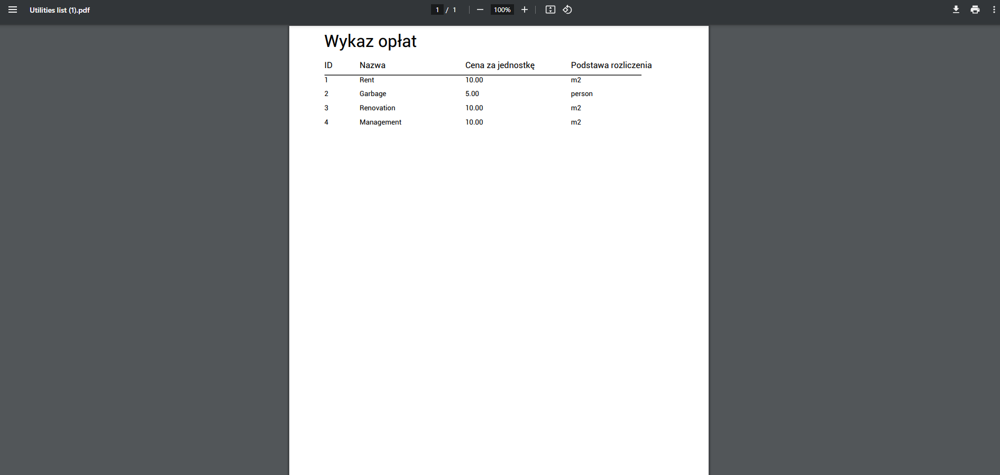 Utilities list (1).pdf
1 / 1
100%
Wykaz opłat
ID Nazwa Cena za jednostkę Podstawa rozliczenia
1 Rent 10.00 m2
2 Garbage 5.00 person
3 Renovation 10.00 m2
4 Management 10.00 m2